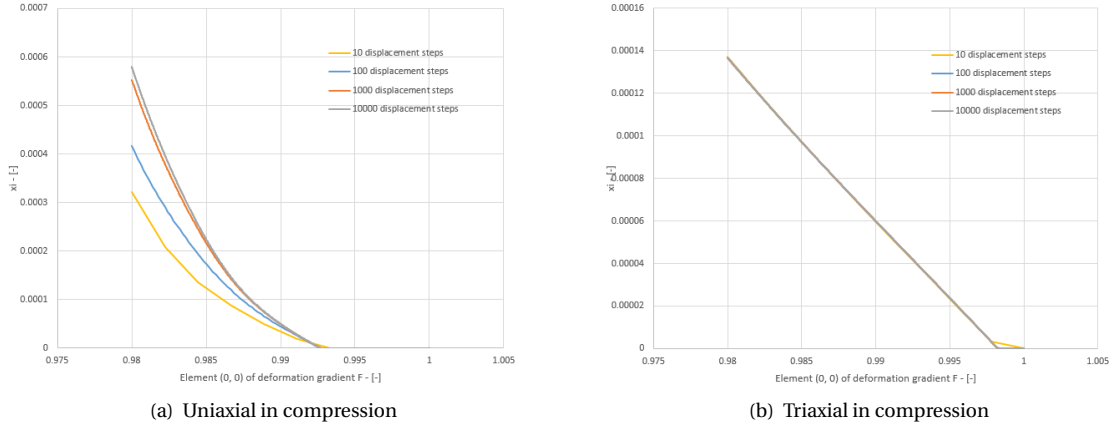 0.0007
0.0006
0.0005
0.0004
0.0003
0.0002
0.0001
0
xi - [-]
10 displacement steps
100 displacement steps
1000 displacement steps
10000 displacement steps
0.975 0.98 0.985 0.99 0.995 1 1.005
Element (0, 0) of deformation gradient F - [-]
(a) Uniaxial in compression
0.00016
0.00014
0.00012
0.0001
0.00008
0.00006
0.00004
0.00002
0
xi - [-]
10 displacement steps
100 displacement steps
1000 displacement steps
10000 displacement steps
0.975 0.98 0.985 0.99 0.995 1 1.005
Element (0, 0) of deformation gradient F - [-]
(b) Triaxial in compression